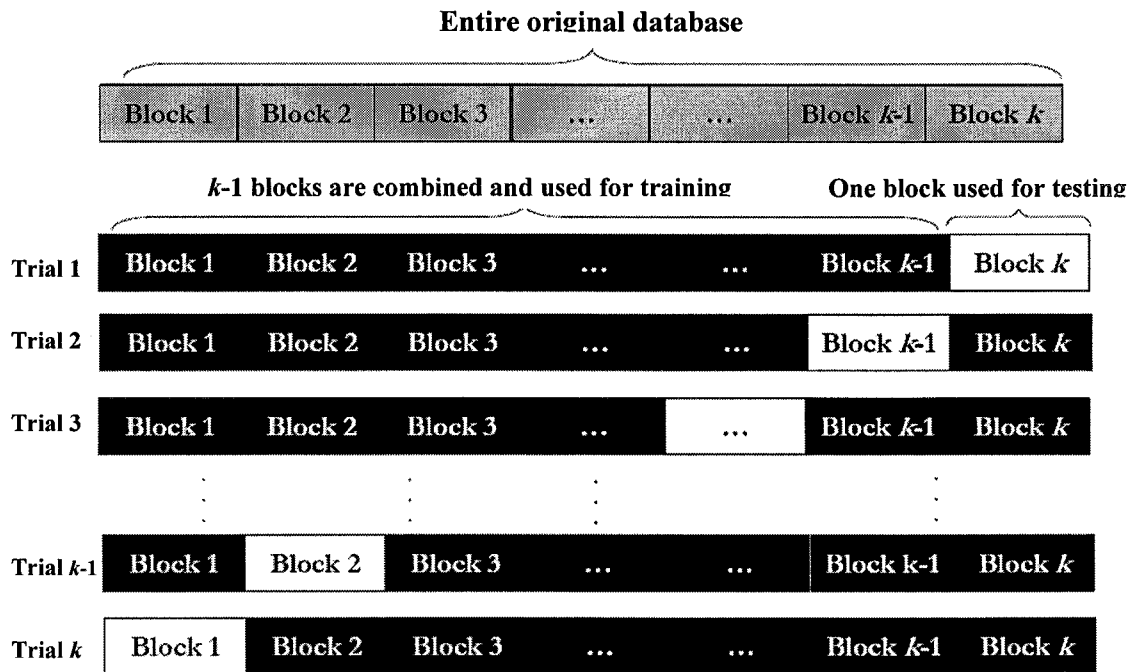 Entire original database
Block 1 Block 2 Block 3 ... ... Block k-1 Block k
k-1 blocks are combined and used for training One block used for testing
Trial 1 Block 1 Block 2 Block 3 ... ... Block k-1 Block k
Trial 2 Block 1 Block 2 Block 3 ... ... Block k-1 Block k
Trial 3 Block 1 Block 2 Block 3 ... ... Block k-1 Block k
Trial k-1 Block 1 Block 2 Block 3 ... ... Block k-1 Block k
Trial k Block 1 Block 2 Block 3 ... ... Block k-1 Block k